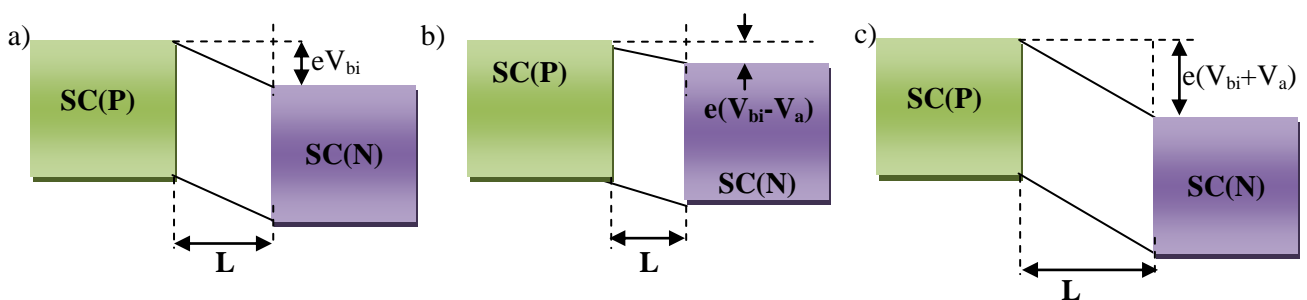 a)
SC(P)
eV_bi
SC(N)
L
b)
SC(P)
e(V_bi-V_a)
SC(N)
L
c)
SC(P)
e(V_bi+V_a)
SC(N)
L